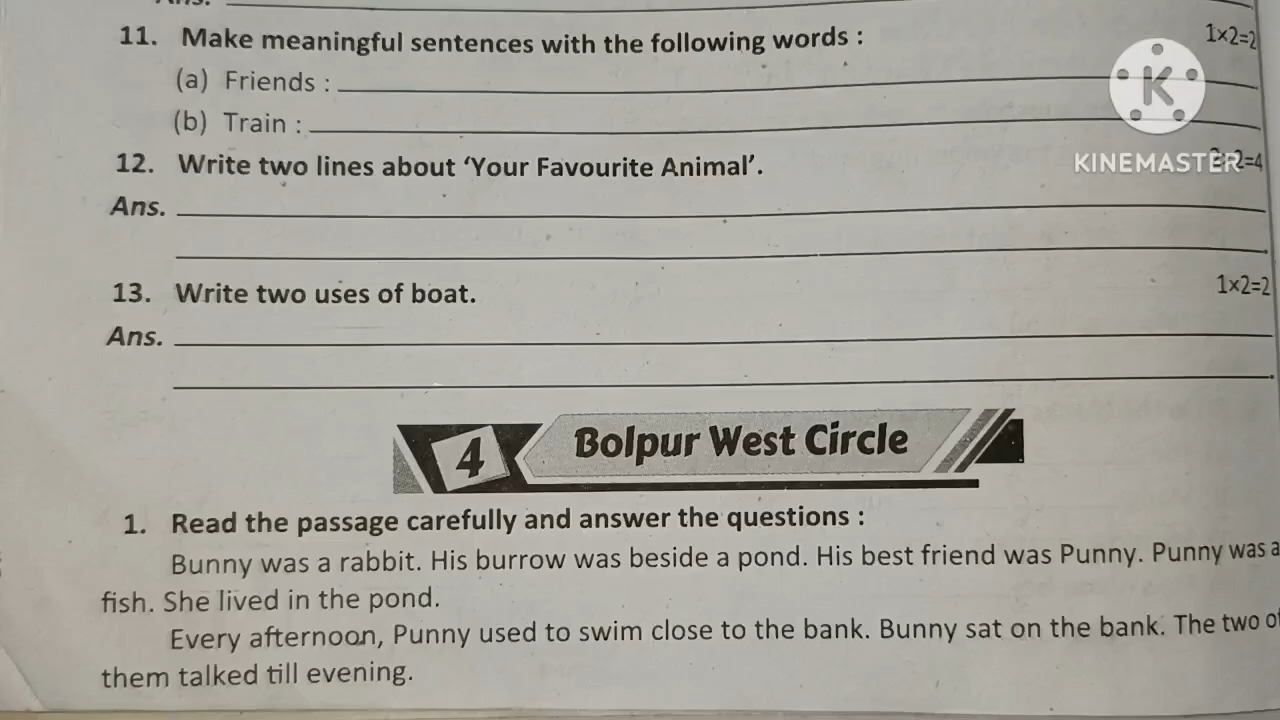 11. Make meaningful sentences with the following words : 1×2=2
(a) Friends :
(b) Train :
12. Write two lines about ‘Your Favourite Animal’. 2=4
KINEMASTER
Ans.
13. Write two uses of boat. 1×2=2
Ans.
4 Bolpur West Circle
1. Read the passage carefully and answer the questions :
Bunny was a rabbit. His burrow was beside a pond. His best friend was Punny. Punny was a
fish. She lived in the pond.
Every afternoon, Punny used to swim close to the bank. Bunny sat on the bank. The two of
them talked till evening.